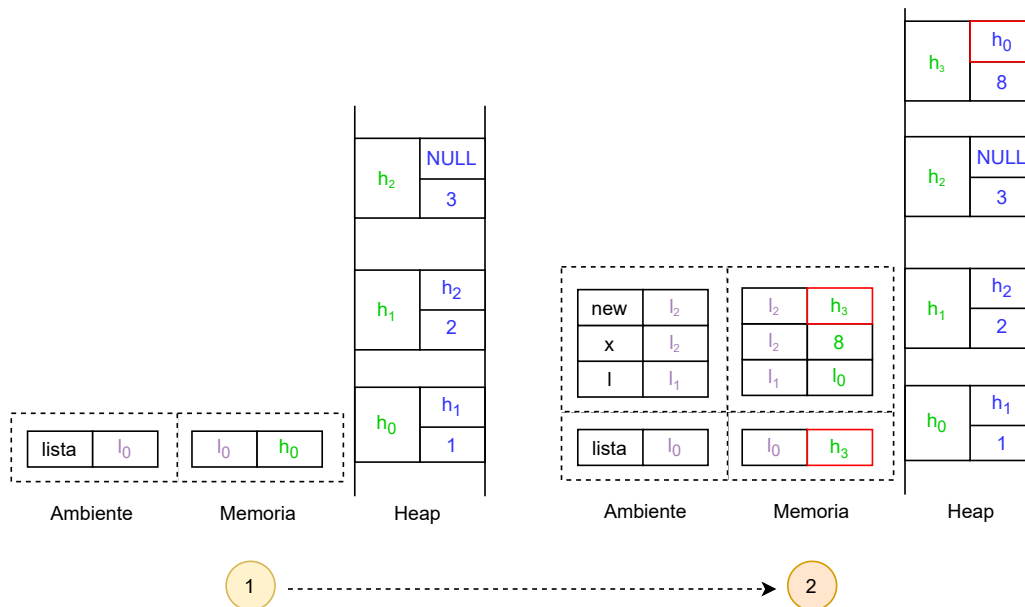 h₀
h₃
8
NULL
h₂
3
h₂
h₁
2
h₁
h₀
1
lista l₀ l₀ h₀
Ambiente Memoria Heap
NULL
h₂
3
new l₂ l₂ h₃
x l₂ l₂ 8
l l₁ l₁ l₀
h₂
h₁
2
h₁
h₀
1
lista l₀ l₀ h₃
Ambiente Memoria Heap
1 2